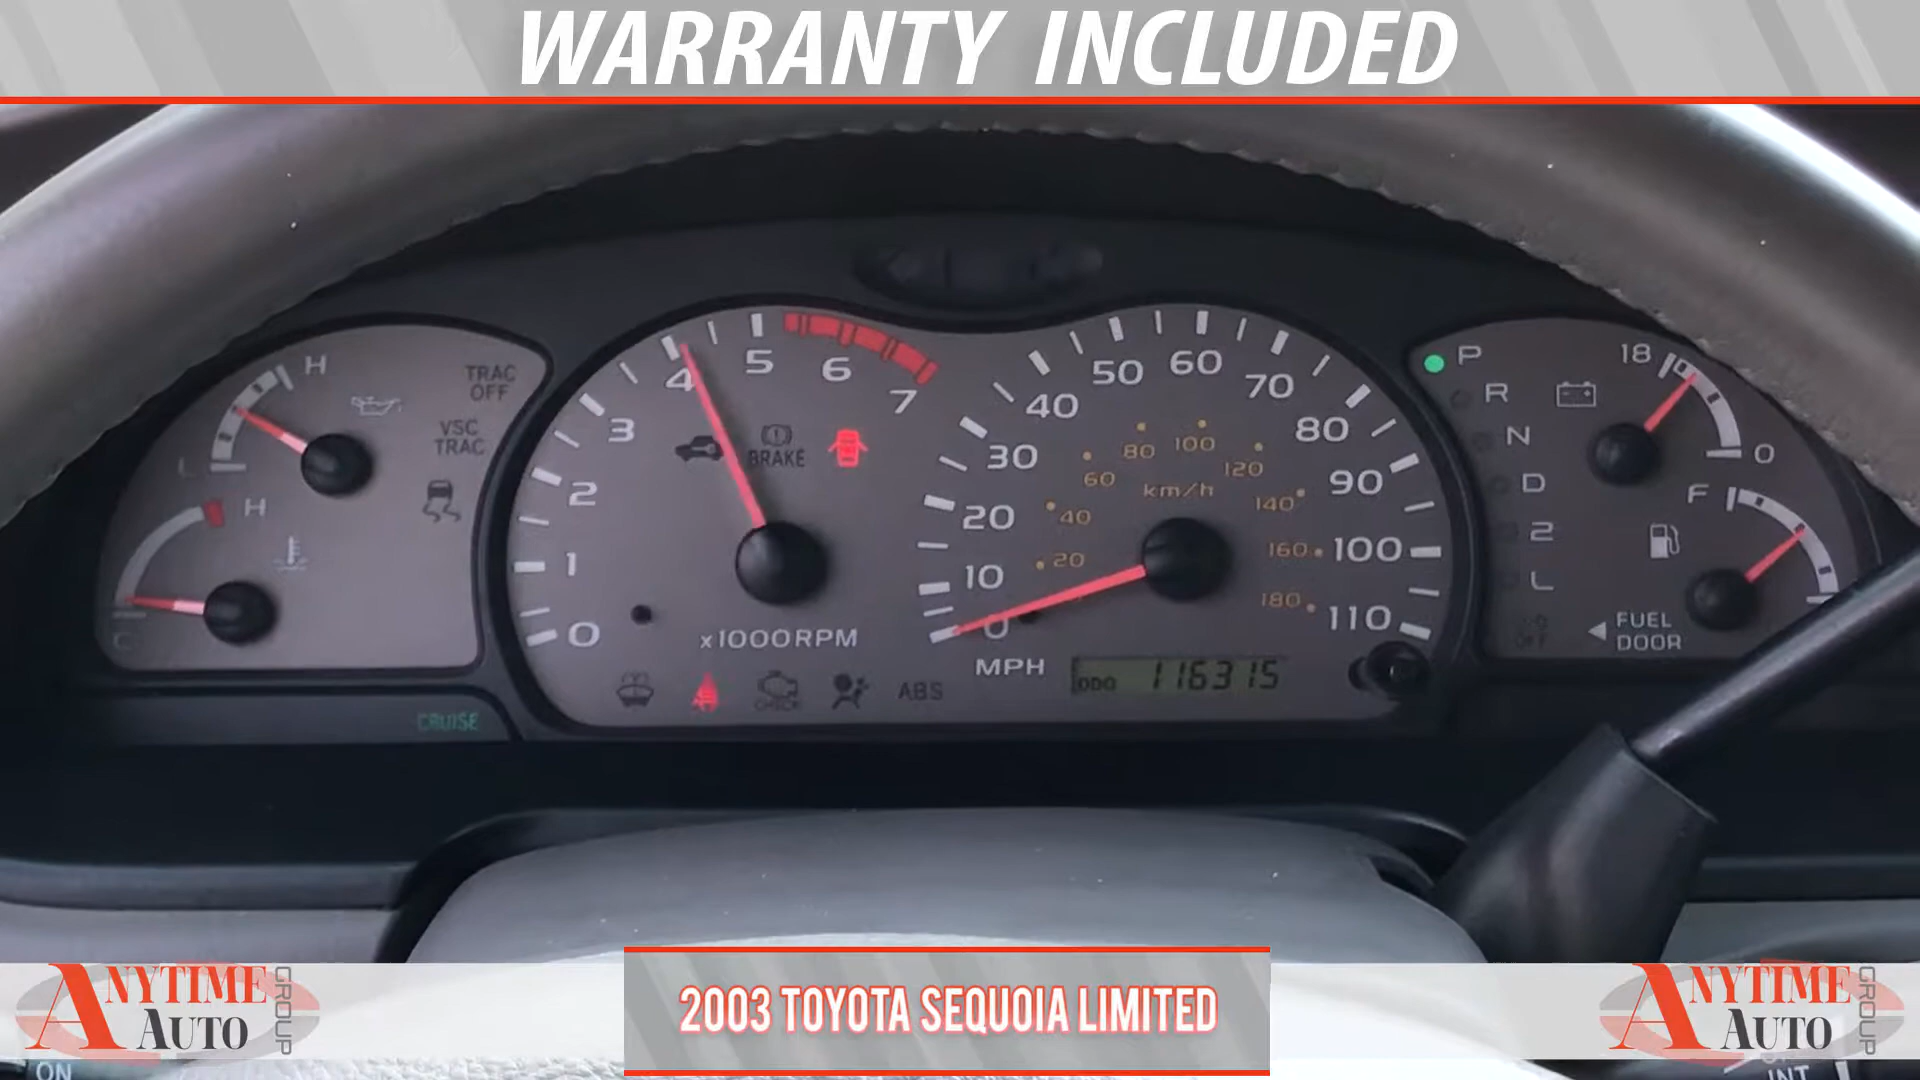 WARRANTY INCLUDED
H
L
H
C
TRAC
OFF
VSC
TRAC
0
1
2
3
4
5
6
7
BRAKE
x1000RPM
CHECK
ABS
CRUISE
0
10
20
30
40
50
60
70
80
90
100
110
20
40
60
80
100
120
140
160
180
km/h
MPH
ODO 116315
P
R
N
D
2
L
18
0
F
FUEL
DOOR
ANYTIME
AUTO
GROUP
2003 TOYOTA SEQUOIA LIMITED
ANYTIME
AUTO
GROUP
ON
INT